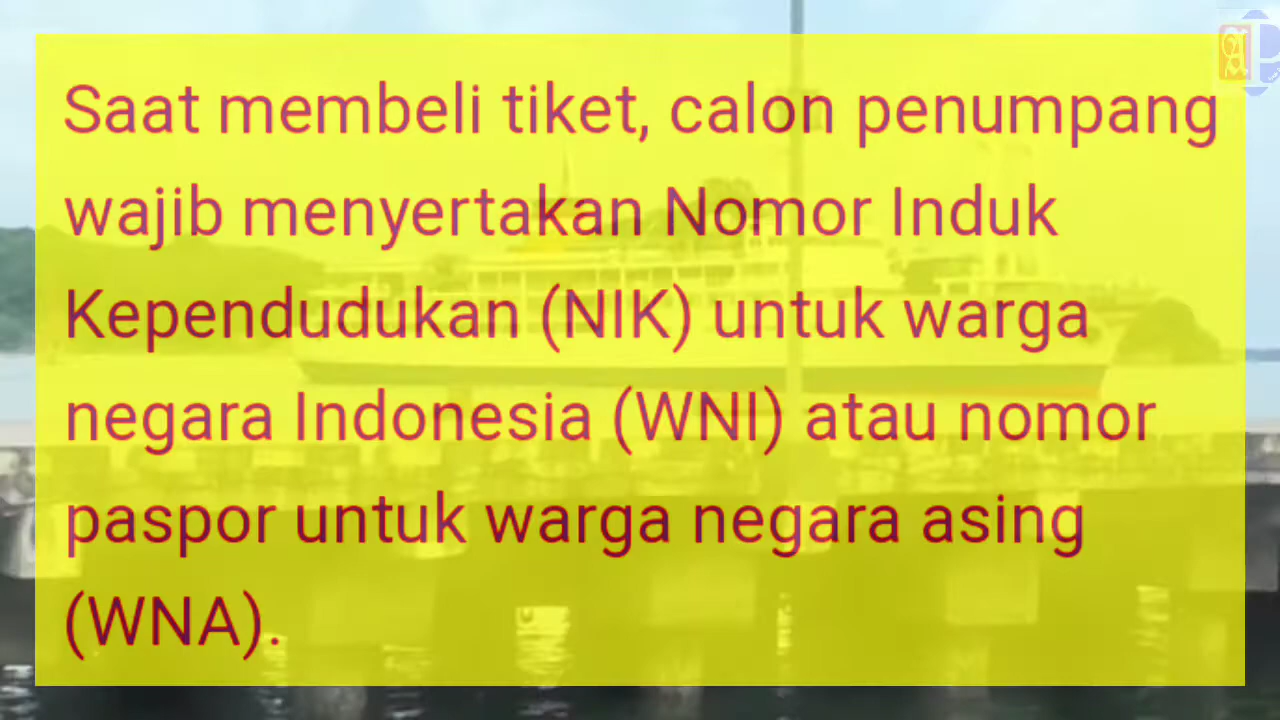 Saat membeli tiket, calon penumpang
wajib menyertakan Nomor Induk
Kependudukan (NIK) untuk warga
negara Indonesia (WNI) atau nomor
paspor untuk warga negara asing
(WNA).